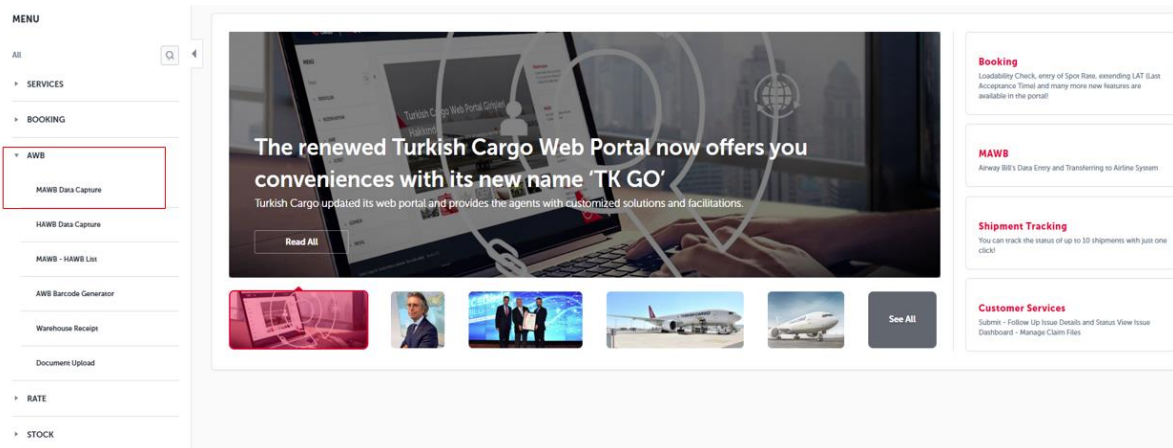 MENU
All
SERVICES
BOOKING
AWB
MAWB Data Capture
HAWB Data Capture
MAWB - HAWB List
AWB Barcode Generator
Warehouse Receipt
Document Upload
RATE
STOCK
The renewed Turkish Cargo Web Portal now offers you
conveniences with its new name ‘TK GO’
Turkish Cargo updated its web portal and provides the agents with customized solutions and facilitations.
Read All
See All
Booking
Loadability Check, entry of Spot Rate, extending LAT (Last
Acceptance Time) and many more new features are
available in the portal!
MAWB
Airway Bill's Data Entry and Transferring to Airline System
Shipment Tracking
You can track the status of up to 10 shipments with just one
click!
Customer Services
Submit - Follow Up Issue Details and Status View Issue
Dashboard - Manage Claim Files